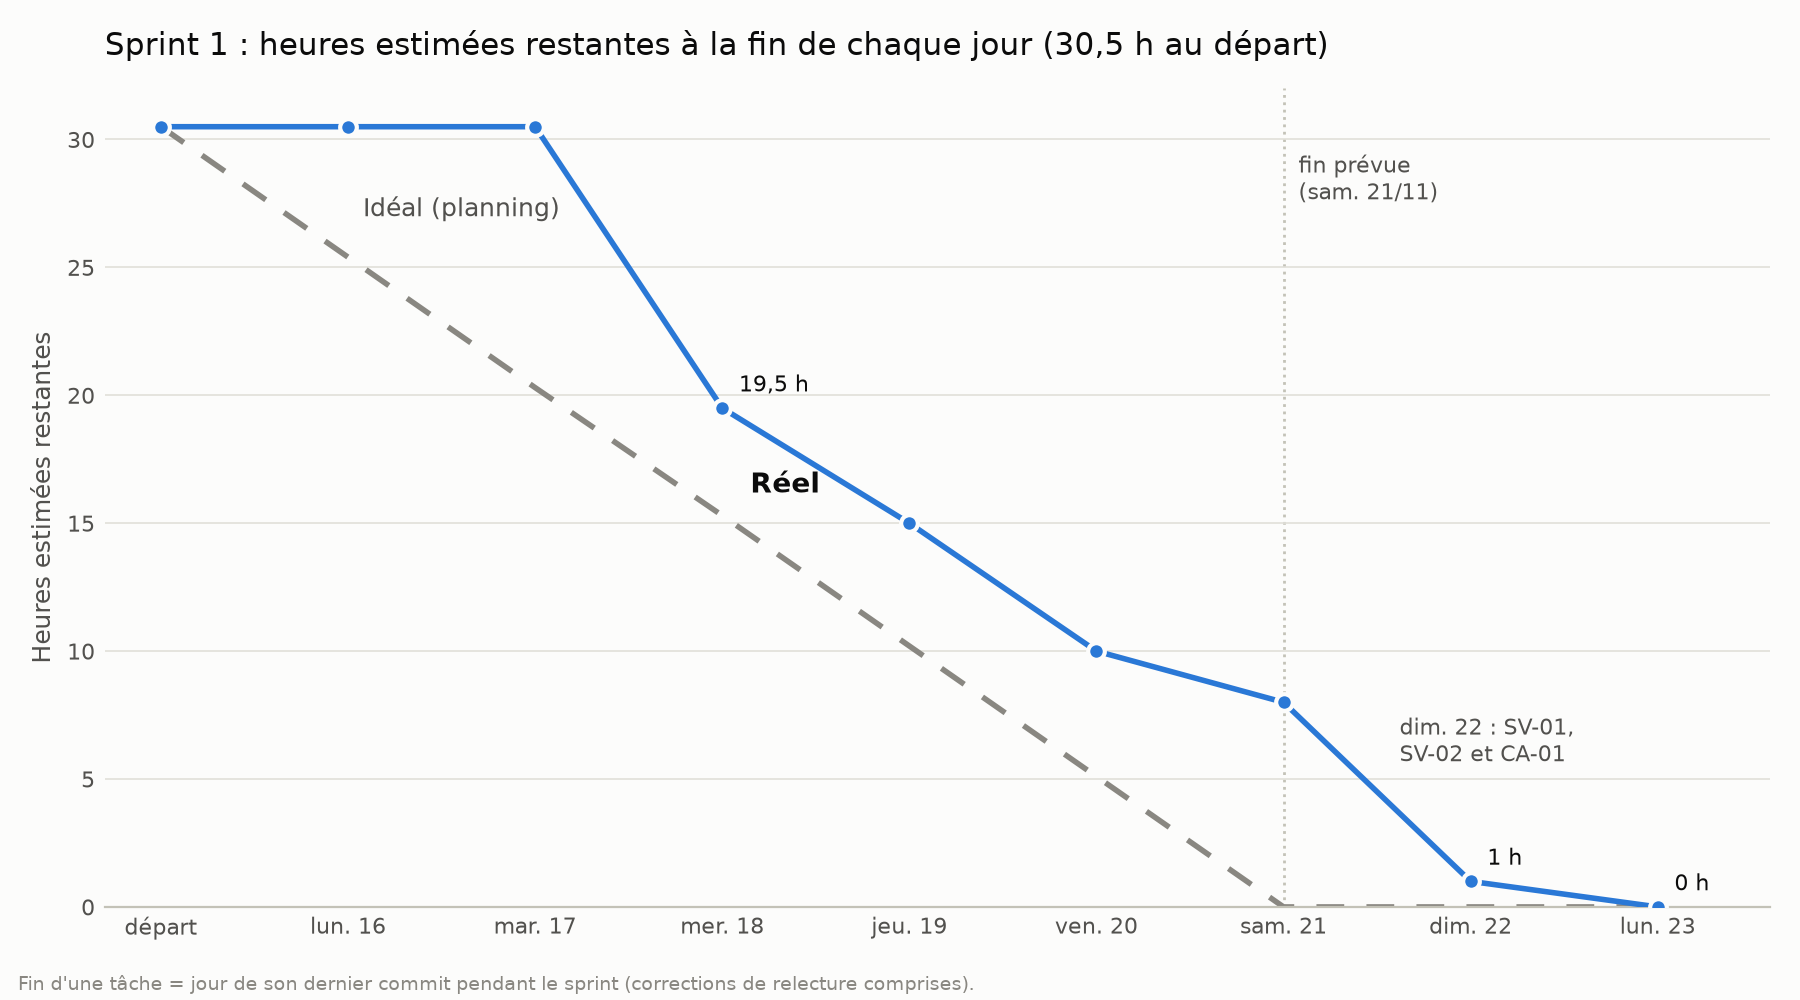 Sprint 1 : heures estimées restantes à la fin de chaque jour (30,5 h au départ)
Heures estimées restantes
30
25
20
15
10
5
0
Idéal (planning)
fin prévue
(sam. 21/11)
19,5 h
Réel
dim. 22 : SV-01,
SV-02 et CA-01
1 h
0 h
départ
lun. 16
mar. 17
mer. 18
jeu. 19
ven. 20
sam. 21
dim. 22
lun. 23
Fin d'une tâche = jour de son dernier commit pendant le sprint (corrections de relecture comprises).